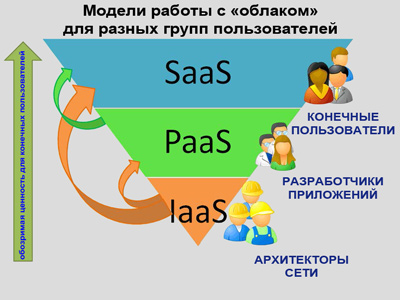 Модели работы с «облаком»
для разных групп пользователей
обозримая ценность для конечных пользователей
SaaS
КОНЕЧНЫЕ
ПОЛЬЗОВАТЕЛИ
PaaS
РАЗРАБОТЧИКИ
ПРИЛОЖЕНИЙ
IaaS
АРХИТЕКТОРЫ
СЕТИ